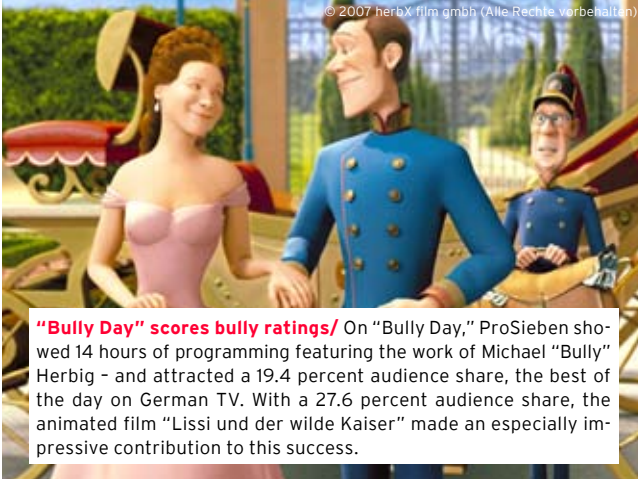 © 2007 herbX film gmbh (Alle Rechte vorbehalten)
“Bully Day” scores bully ratings/ On “Bully Day,” ProSieben sho-
wed 14 hours of programming featuring the work of Michael “Bully”
Herbig – and attracted a 19.4 percent audience share, the best of
the day on German TV. With a 27.6 percent audience share, the
animated film “Lissi und der wilde Kaiser” made an especially im-
pressive contribution to this success.